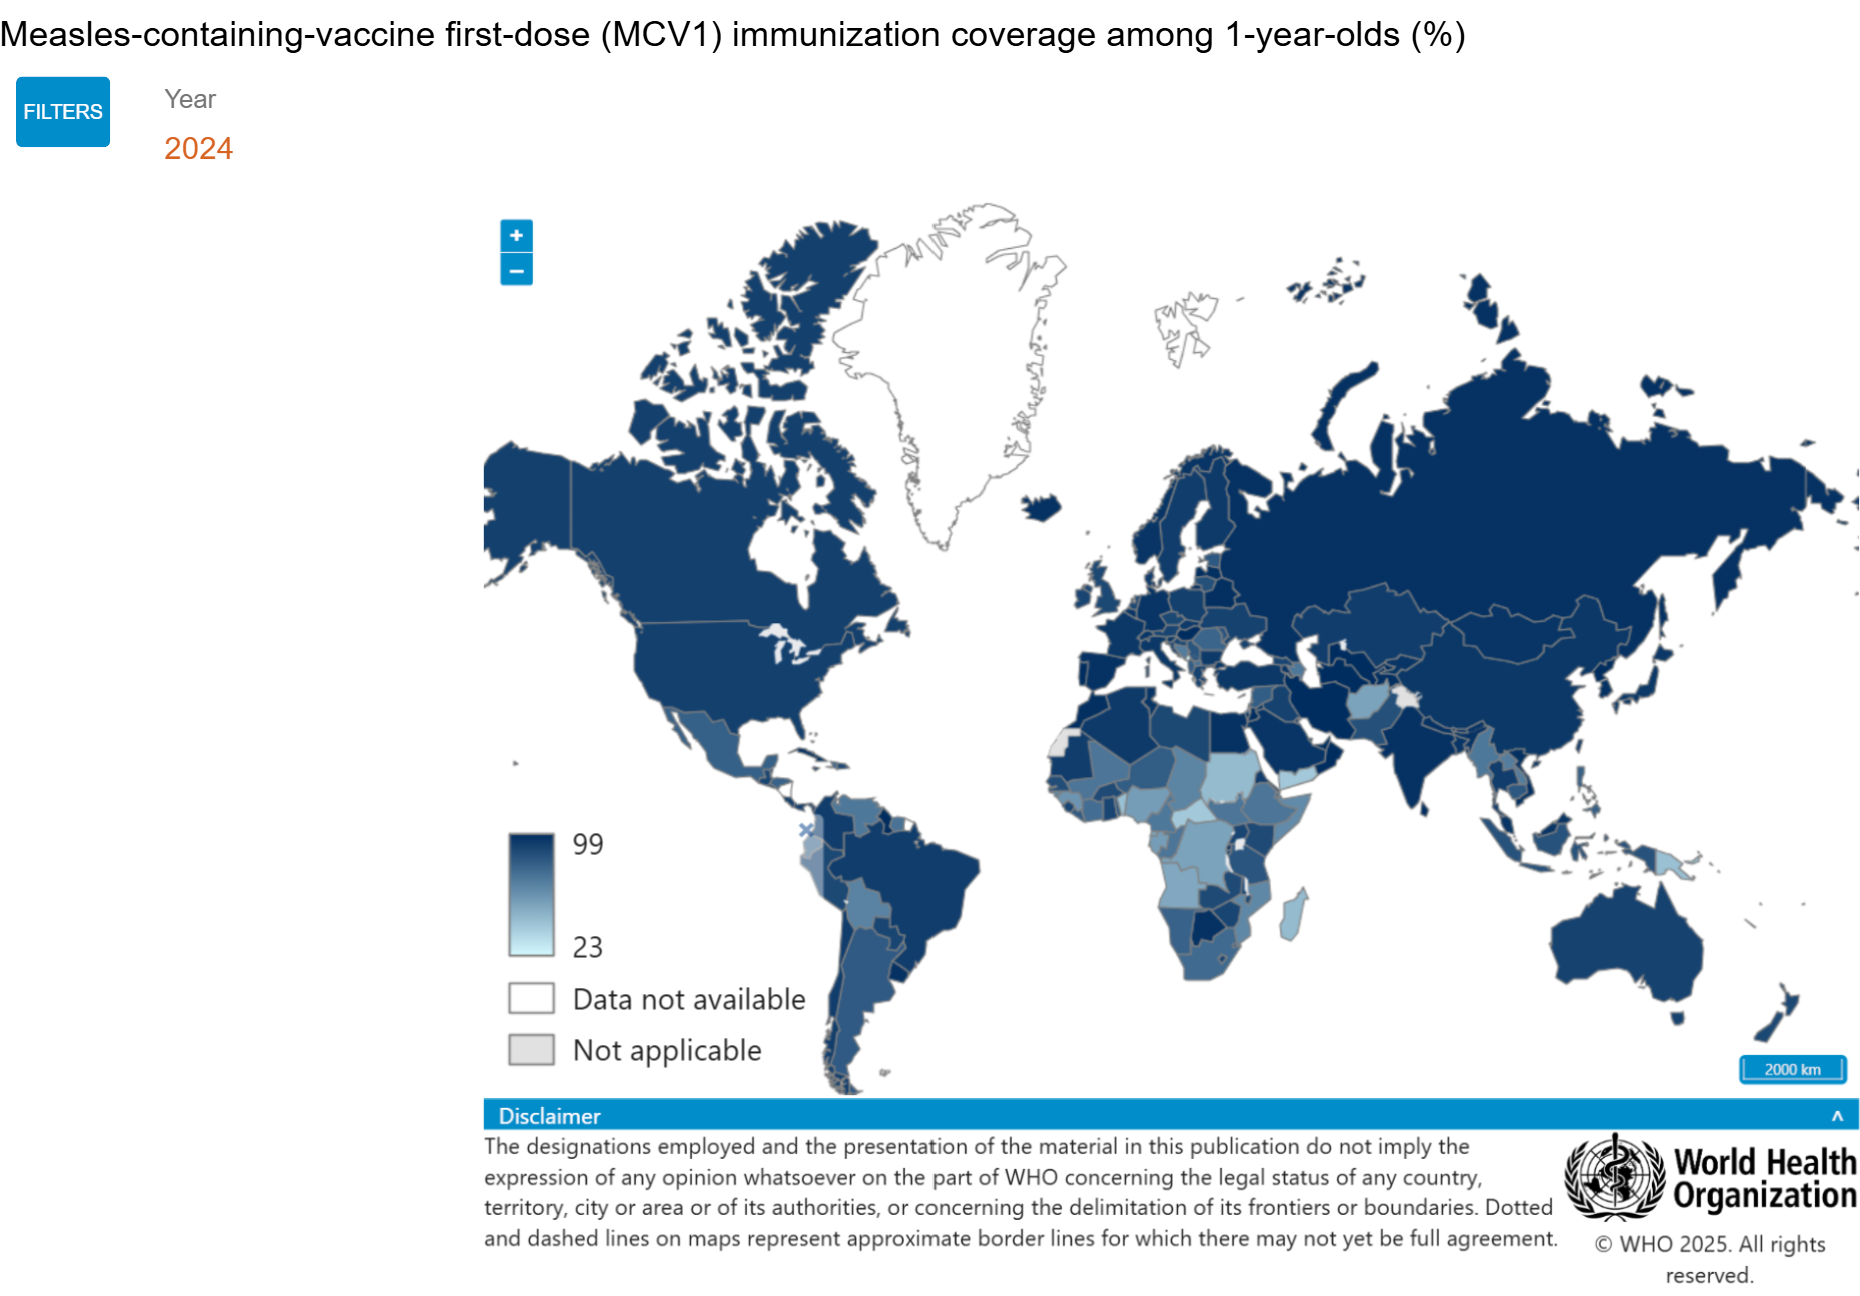 Measles-containing-vaccine first-dose (MCV1) immunization coverage among 1-year-olds (%)
FILTERS
Year
2024
+
−
99
23
Data not available
Not applicable
2000 km
Disclaimer
^
The designations employed and the presentation of the material in this publication do not imply the
expression of any opinion whatsoever on the part of WHO concerning the legal status of any country,
territory, city or area or of its authorities, or concerning the delimitation of its frontiers or boundaries. Dotted
and dashed lines on maps represent approximate border lines for which there may not yet be full agreement.
World Health
Organization
© WHO 2025. All rights
reserved.